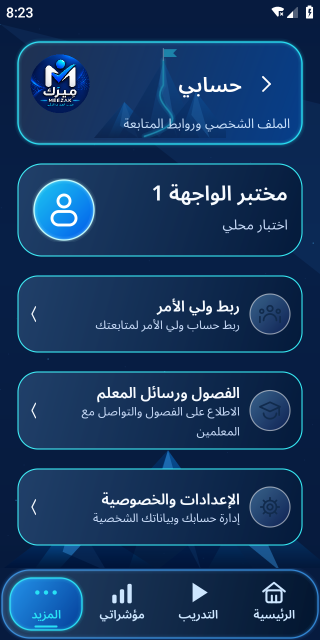 8:23
حسابي
ميزك
MEEZAK
الملف الشخصي وروابط المتابعة
مختبر الواجهة 1
اختبار محلي
ربط ولي الأمر
ربط حساب ولي الأمر لمتابعتك
الفصول ورسائل المعلم
الاطلاع على الفصول والتواصل مع
المعلمين
الإعدادات والخصوصية
إدارة حسابك وبياناتك الشخصية
الرئيسية
التدريب
مؤشراتي
المزيد